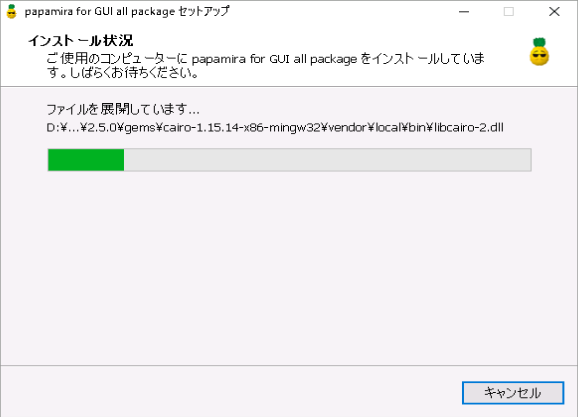 papamira for GUI all package セットアップ
インストール状況
ご使用のコンピューターに papamira for GUI all package をインストールしていま
す。しばらくお待ちください。
ファイルを展開しています...
D:¥...¥2.5.0¥gems¥cairo-1.15.14-x86-mingw32¥vendor¥local¥bin¥libcairo-2.dll
キャンセル